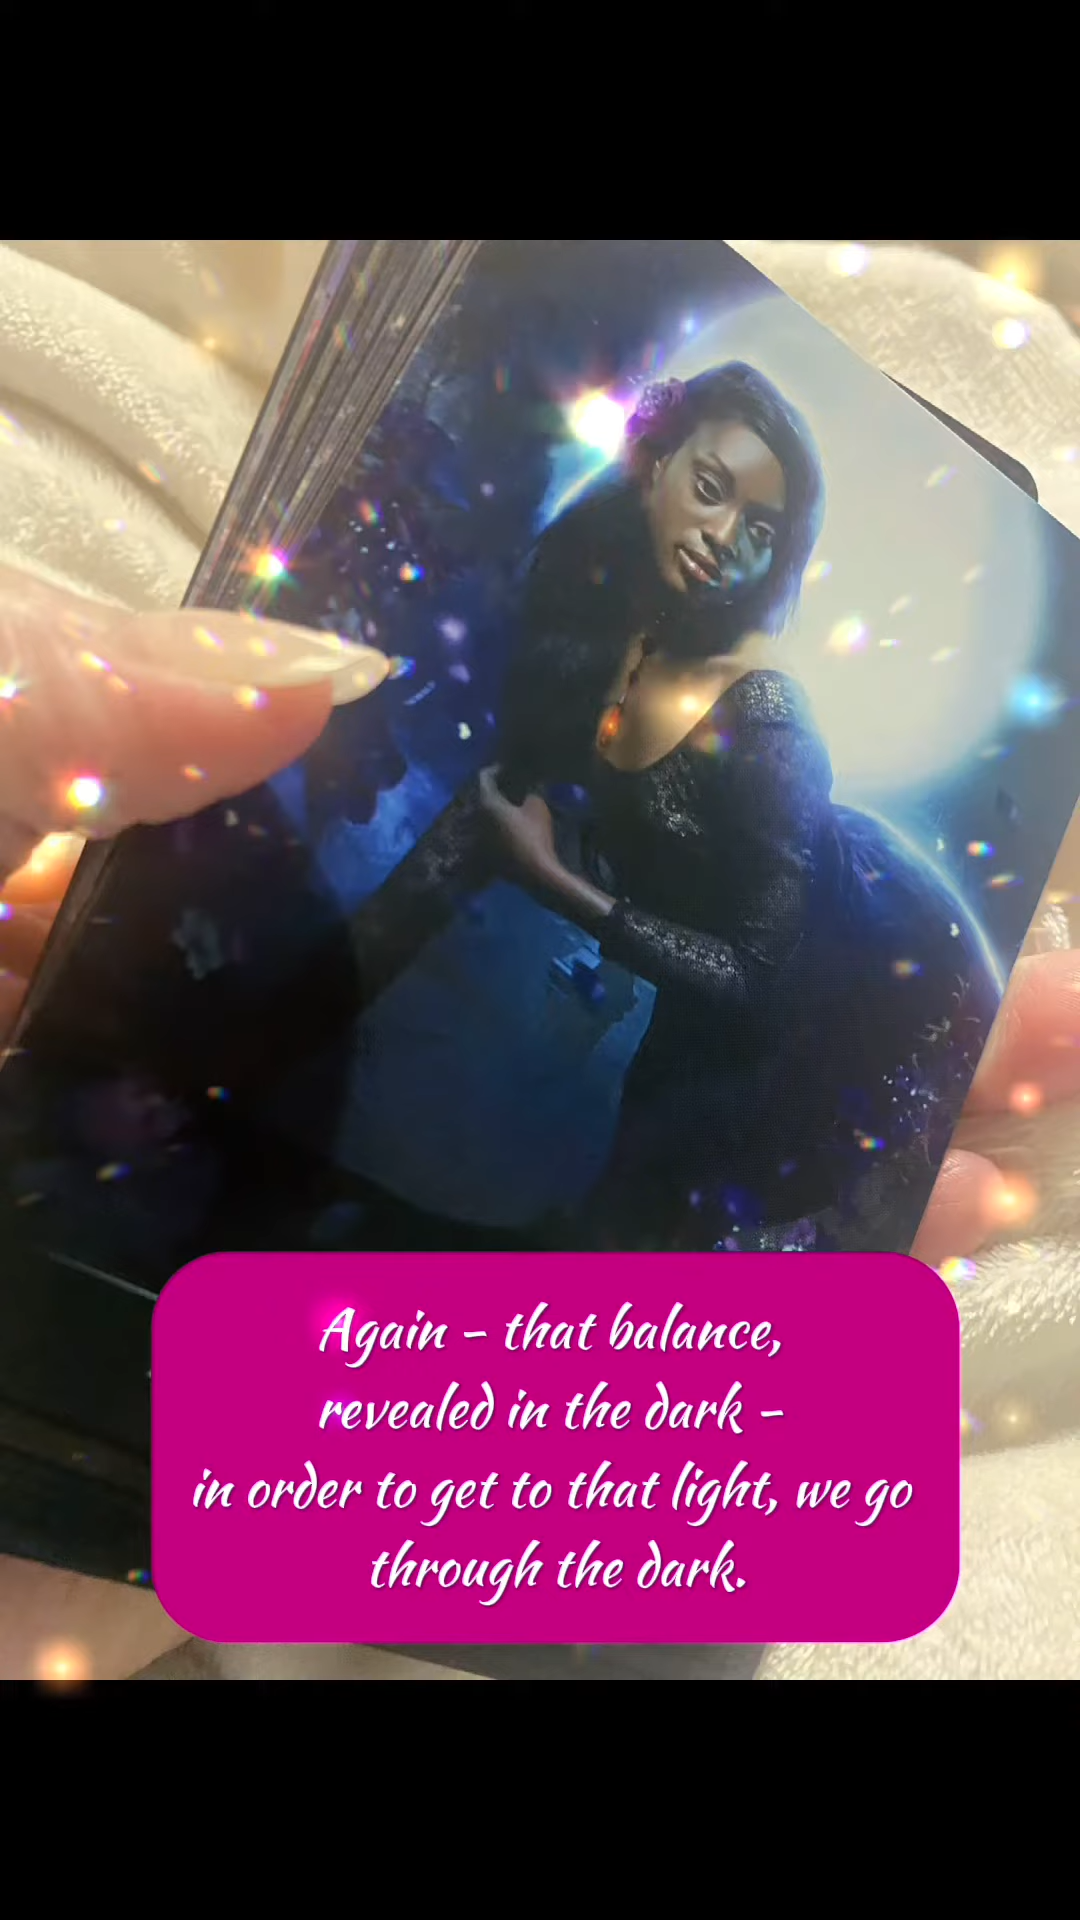 Again – that balance,
revealed in the dark –
in order to get to that light, we go
through the dark.